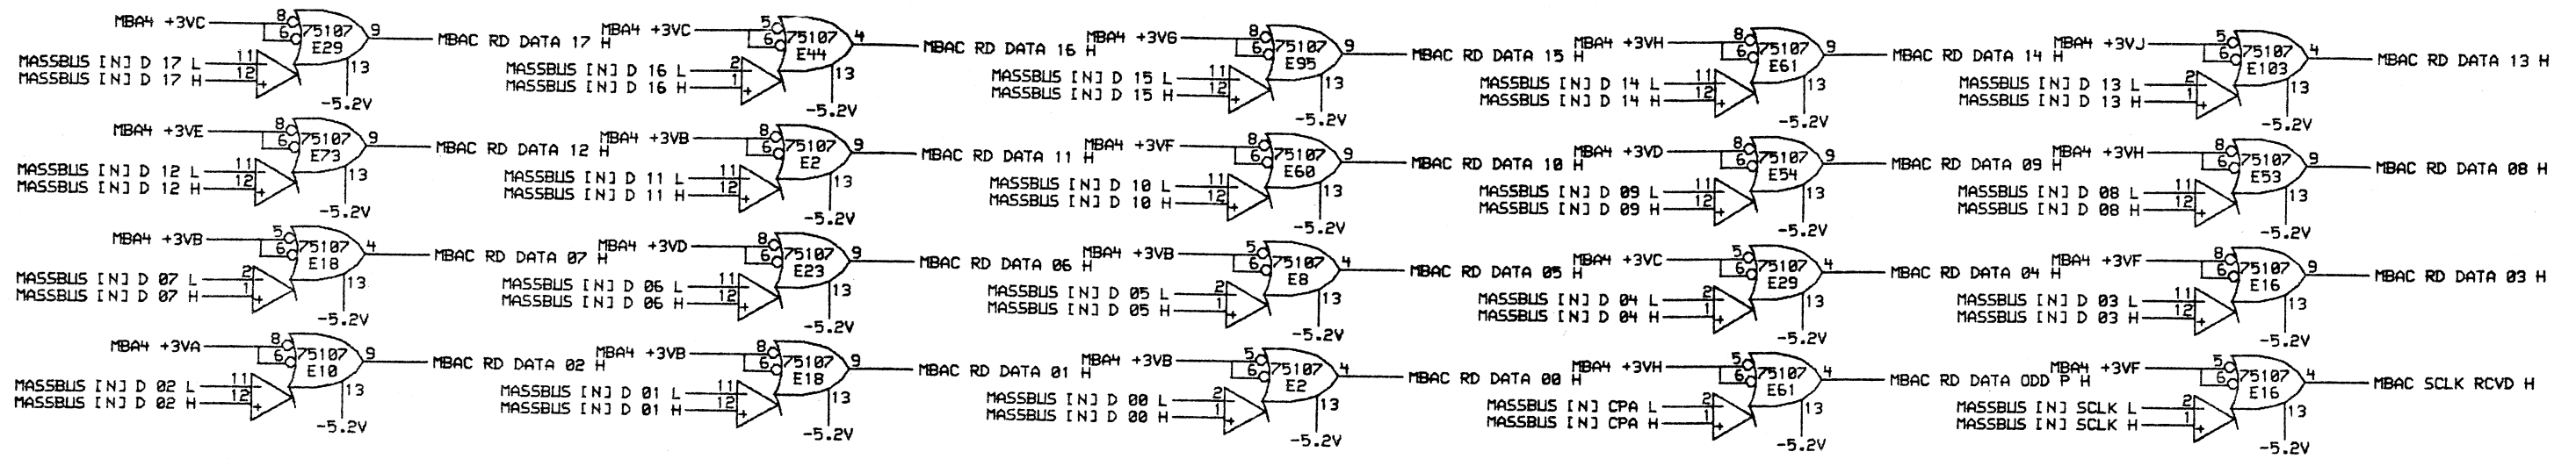 MBA4 +3VC 8 6 75107 E29 9 MBAC RD DATA 17 H
MASSBUS [N] D 17 L 11
MASSBUS [N] D 17 H 12 + 13 -5.2V
MBA4 +3VC 5 6 75107 E44 4 MBAC RD DATA 16 H
MASSBUS [N] D 16 L 2
MASSBUS [N] D 16 H 1 + 13 -5.2V
MBA4 +3VG 8 6 75107 E95 9 MBAC RD DATA 15 H
MASSBUS [N] D 15 L 11
MASSBUS [N] D 15 H 12 + 13 -5.2V
MBA4 +3VH 8 6 75107 E61 9 MBAC RD DATA 14 H
MASSBUS [N] D 14 L 11
MASSBUS [N] D 14 H 12 + 13 -5.2V
MBA4 +3VJ 5 6 75107 E103 4 MBAC RD DATA 13 H
MASSBUS [N] D 13 L 2
MASSBUS [N] D 13 H 1 + 13 -5.2V
MBA4 +3VE 8 6 75107 E73 9 MBAC RD DATA 12 H
MASSBUS [N] D 12 L 11
MASSBUS [N] D 12 H 12 + 13 -5.2V
MBA4 +3VB 8 6 75107 E2 9 MBAC RD DATA 11 H
MASSBUS [N] D 11 L 11
MASSBUS [N] D 11 H 12 + 13 -5.2V
MBA4 +3VF 8 6 75107 E60 9 MBAC RD DATA 10 H
MASSBUS [N] D 10 L 11
MASSBUS [N] D 10 H 12 + 13 -5.2V
MBA4 +3VD 8 6 75107 E54 9 MBAC RD DATA 09 H
MASSBUS [N] D 09 L 11
MASSBUS [N] D 09 H 12 + 13 -5.2V
MBA4 +3VH 8 6 75107 E53 9 MBAC RD DATA 08 H
MASSBUS [N] D 08 L 11
MASSBUS [N] D 08 H 12 + 13 -5.2V
MBA4 +3VB 5 6 75107 E18 4 MBAC RD DATA 07 H
MASSBUS [N] D 07 L 2
MASSBUS [N] D 07 H 1 + 13 -5.2V
MBA4 +3VD 8 6 75107 E23 9 MBAC RD DATA 06 H
MASSBUS [N] D 06 L 11
MASSBUS [N] D 06 H 12 + 13 -5.2V
MBA4 +3VB 5 6 75107 E8 4 MBAC RD DATA 05 H
MASSBUS [N] D 05 L 2
MASSBUS [N] D 05 H 1 + 13 -5.2V
MBA4 +3VC 5 6 75107 E29 4 MBAC RD DATA 04 H
MASSBUS [N] D 04 L 2
MASSBUS [N] D 04 H 1 + 13 -5.2V
MBA4 +3VF 8 6 75107 E16 9 MBAC RD DATA 03 H
MASSBUS [N] D 03 L 11
MASSBUS [N] D 03 H 12 + 13 -5.2V
MBA4 +3VA 8 6 75107 E10 9 MBAC RD DATA 02 H
MASSBUS [N] D 02 L 11
MASSBUS [N] D 02 H 12 + 13 -5.2V
MBA4 +3VB 8 6 75107 E18 9 MBAC RD DATA 01 H
MASSBUS [N] D 01 L 11
MASSBUS [N] D 01 H 12 + 13 -5.2V
MBA4 +3VB 5 6 75107 E2 4 MBAC RD DATA 00 H
MASSBUS [N] D 00 L 2
MASSBUS [N] D 00 H 1 + 13 -5.2V
MBA4 +3VH 5 6 75107 E61 4 MBAC RD DATA ODD P H
MASSBUS [N] CPA L 2
MASSBUS [N] CPA H 1 + 13 -5.2V
MBA4 +3VF 5 6 75107 E16 4 MBAC SCLK RCVD H
MASSBUS [N] SCLK L 2
MASSBUS [N] SCLK H 1 + 13 -5.2V